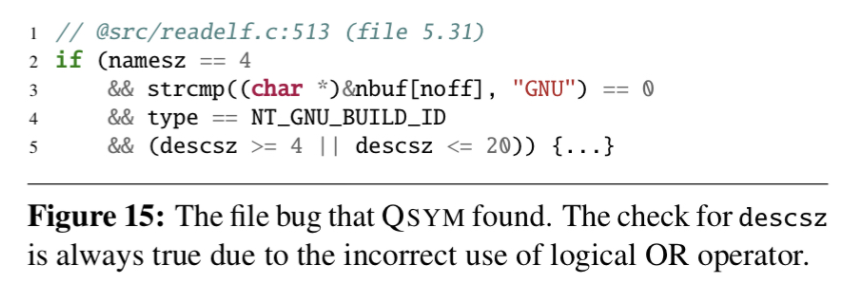 1 // @src/readelf.c:513 (file 5.31)
2 if (namesz == 4
3 && strcmp((char *)&nbuf[noff], "GNU") == 0
4 && type == NT_GNU_BUILD_ID
5 && (descsz >= 4 || descsz <= 20)) {...}
Figure 15: The file bug that QSYM found. The check for descsz
is always true due to the incorrect use of logical OR operator.